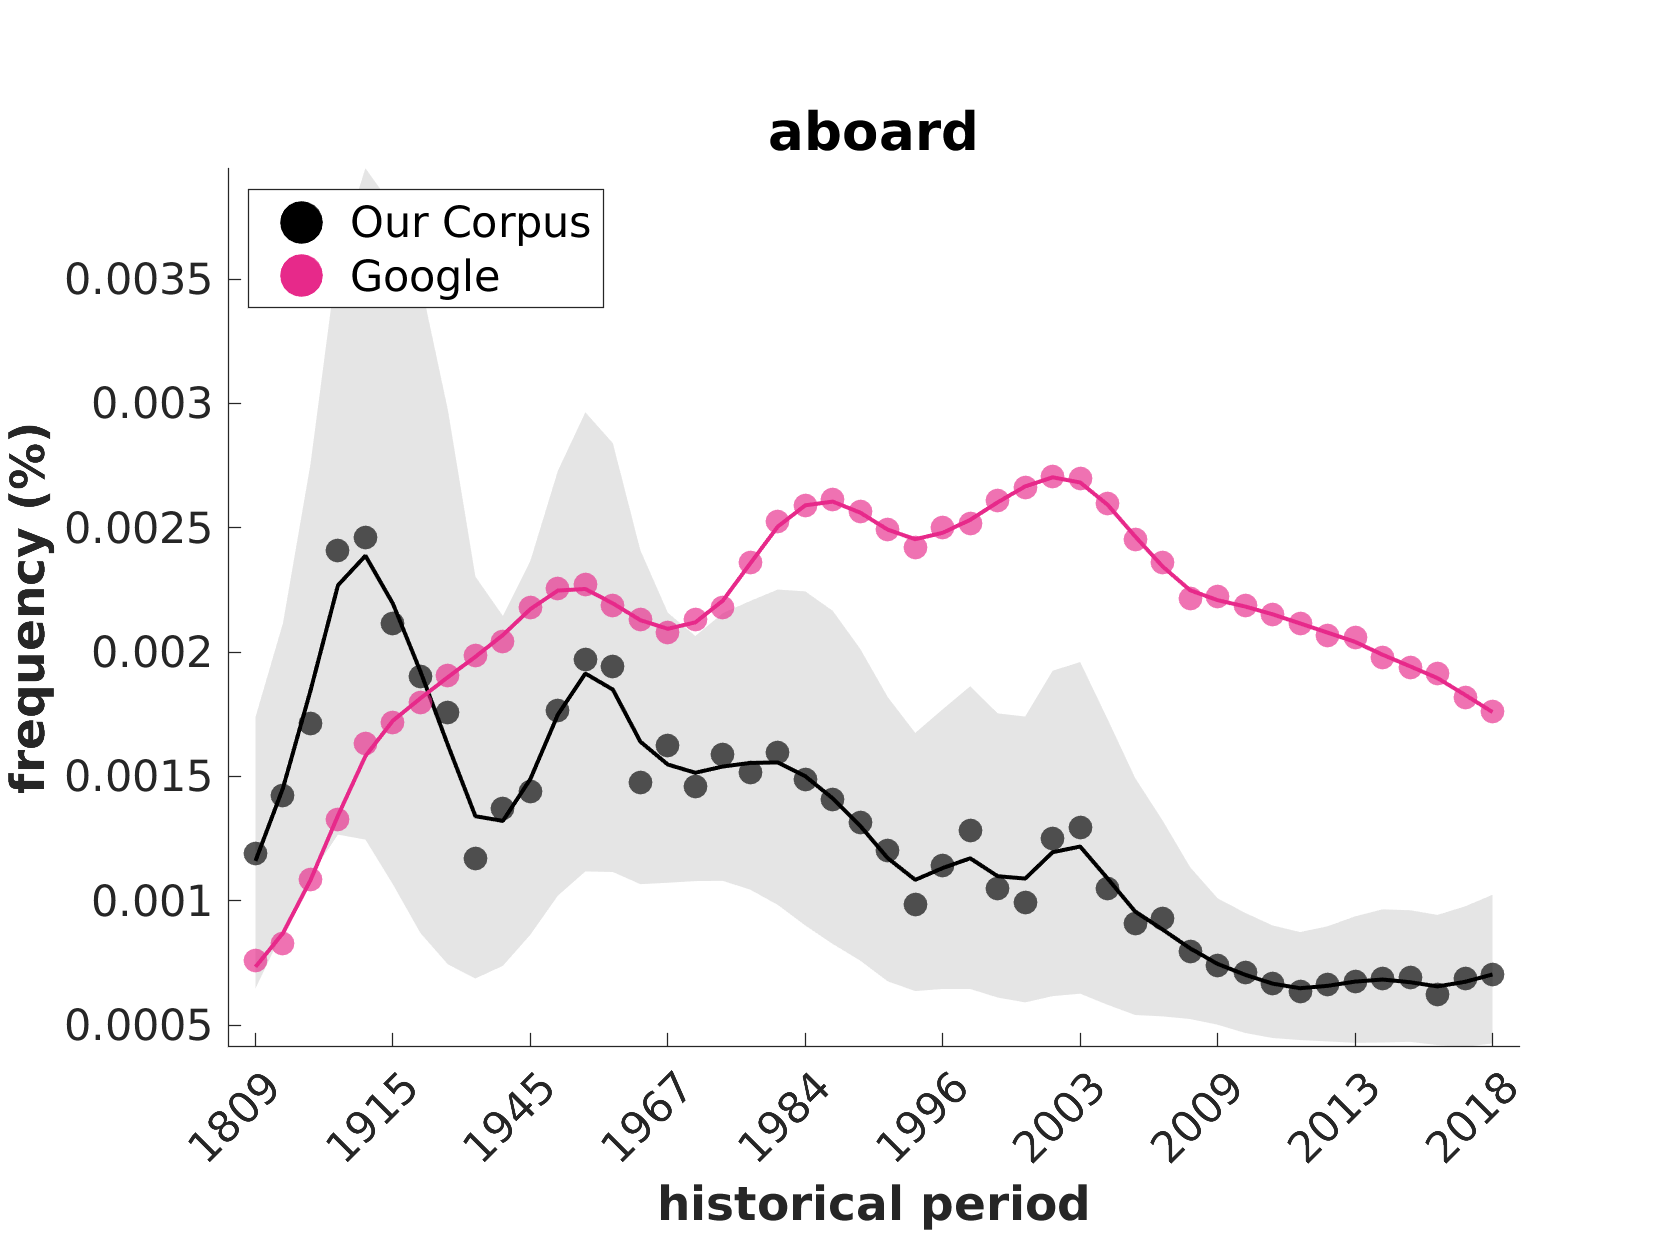 aboard
Our Corpus
Google
0.0035
0.003
0.0025
0.002
0.0015
0.001
0.0005
frequency (%)
1809 1915 1945 1967 1984 1996 2003 2009 2013 2018
historical period